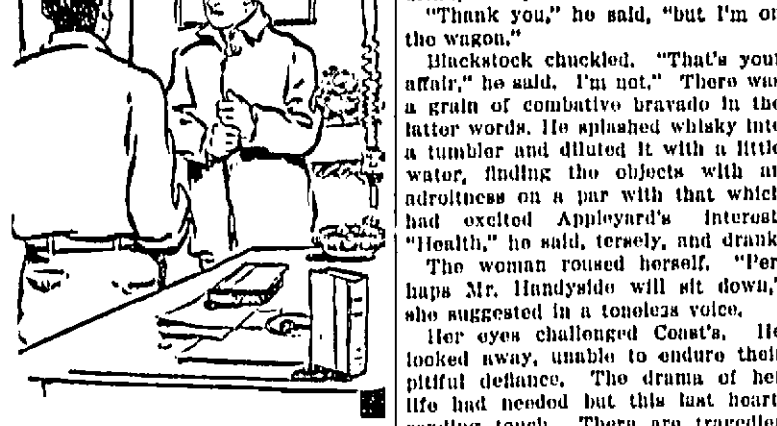 "Thank you," he said, "but I'm on
the wagon."
Blackstock chuckled. "That's your
affair," he said. I'm not." There was
a grain of combative bravado in the
latter words. He splashed whisky into
a tumbler and diluted it with a little
water, finding the objects with an
adroitness on a par with that which
had excited Appleyard's interest.
"Health," he said, tersely, and drank.
The woman roused herself. "Per-
haps Mr. Handyside will sit down,"
she suggested in a toneless voice.
Her eyes challenged Coast's. He
looked away, unable to endure their
pitiful defiance. The drama of her
life had needed but this last heart-
touch. There are tragedies